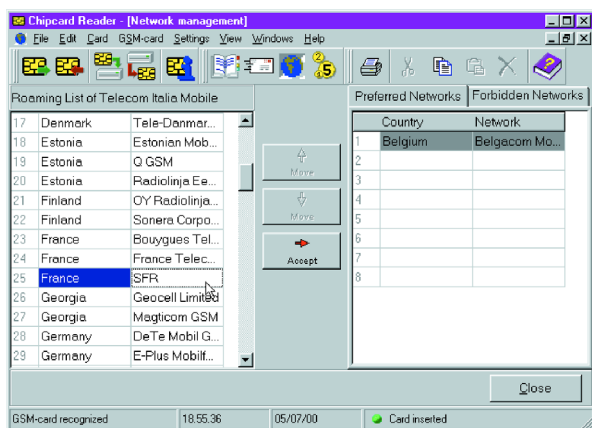 Chipcard Reader - [Network management]
File Edit Card GSM-card Settings View Windows Help
Roaming List of Telecom Italia Mobile
Preferred Networks Forbidden Networks
17 Denmark Tele-Danmar...
18 Estonia Estonian Mob...
19 Estonia Q GSM
20 Estonia Radiolinja Ee...
21 Finland OY Radiolinja...
22 Finland Sonera Corpo...
23 France Bouygues Tel...
24 France France Telec...
25 France SFR
26 Georgia Geocell Limited
27 Georgia Magticom GSM
28 Germany DeTe Mobil G...
29 Germany E-Plus Mobilf...
Move
Move
Accept
Country Network
1 Belgium Belgacom Mo...
2
3
4
5
6
7
8
Close
GSM-card recognized 18.55.36 05/07/00 Card inserted